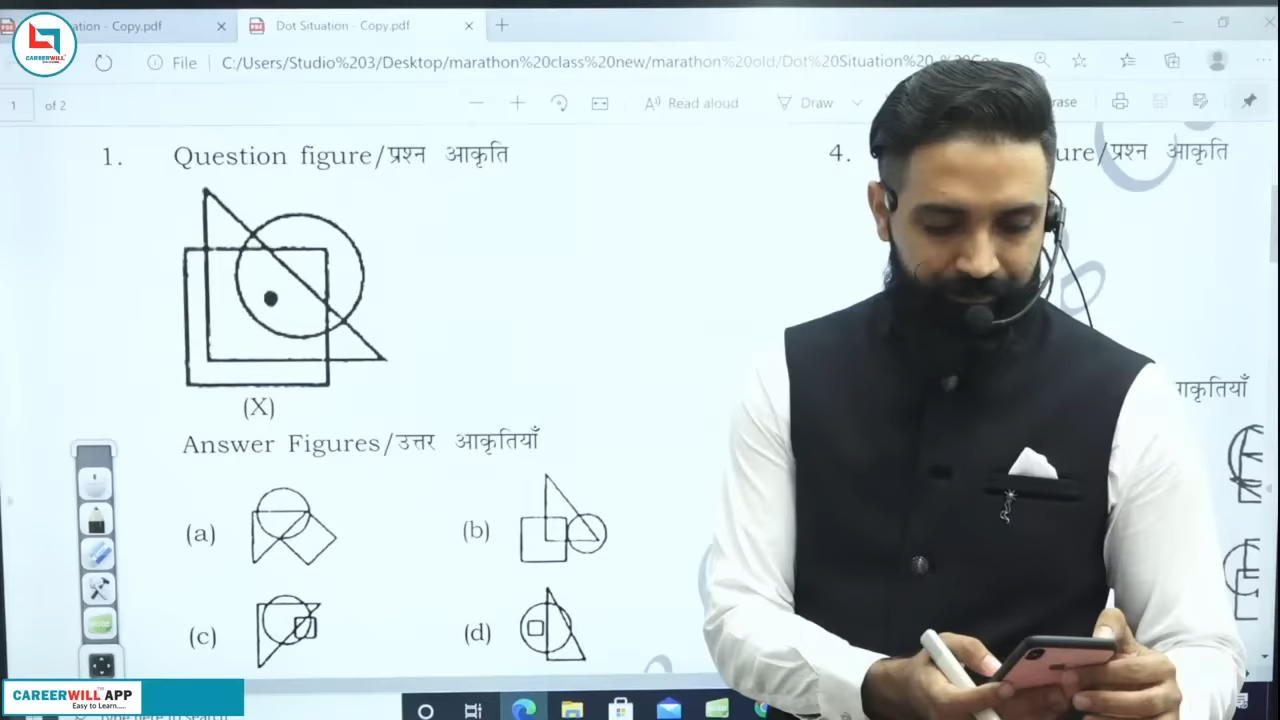 ation - Copy.pdf
Dot Situation - Copy.pdf
CAREERWILL
File
C:/Users/Studio%203/Desktop/marathon%20class%20new/marathon%20old/Dot%20Situation
1
of 2
Read aloud
Draw
rase
1. Question figure/प्रश्न आकृति
4. ure/प्रश्न आकृति
(X)
Answer Figures/उत्तर आकृतियाँ
(a)
(b)
(c)
(d)
CAREERWILL APP
Easy to Learn.....